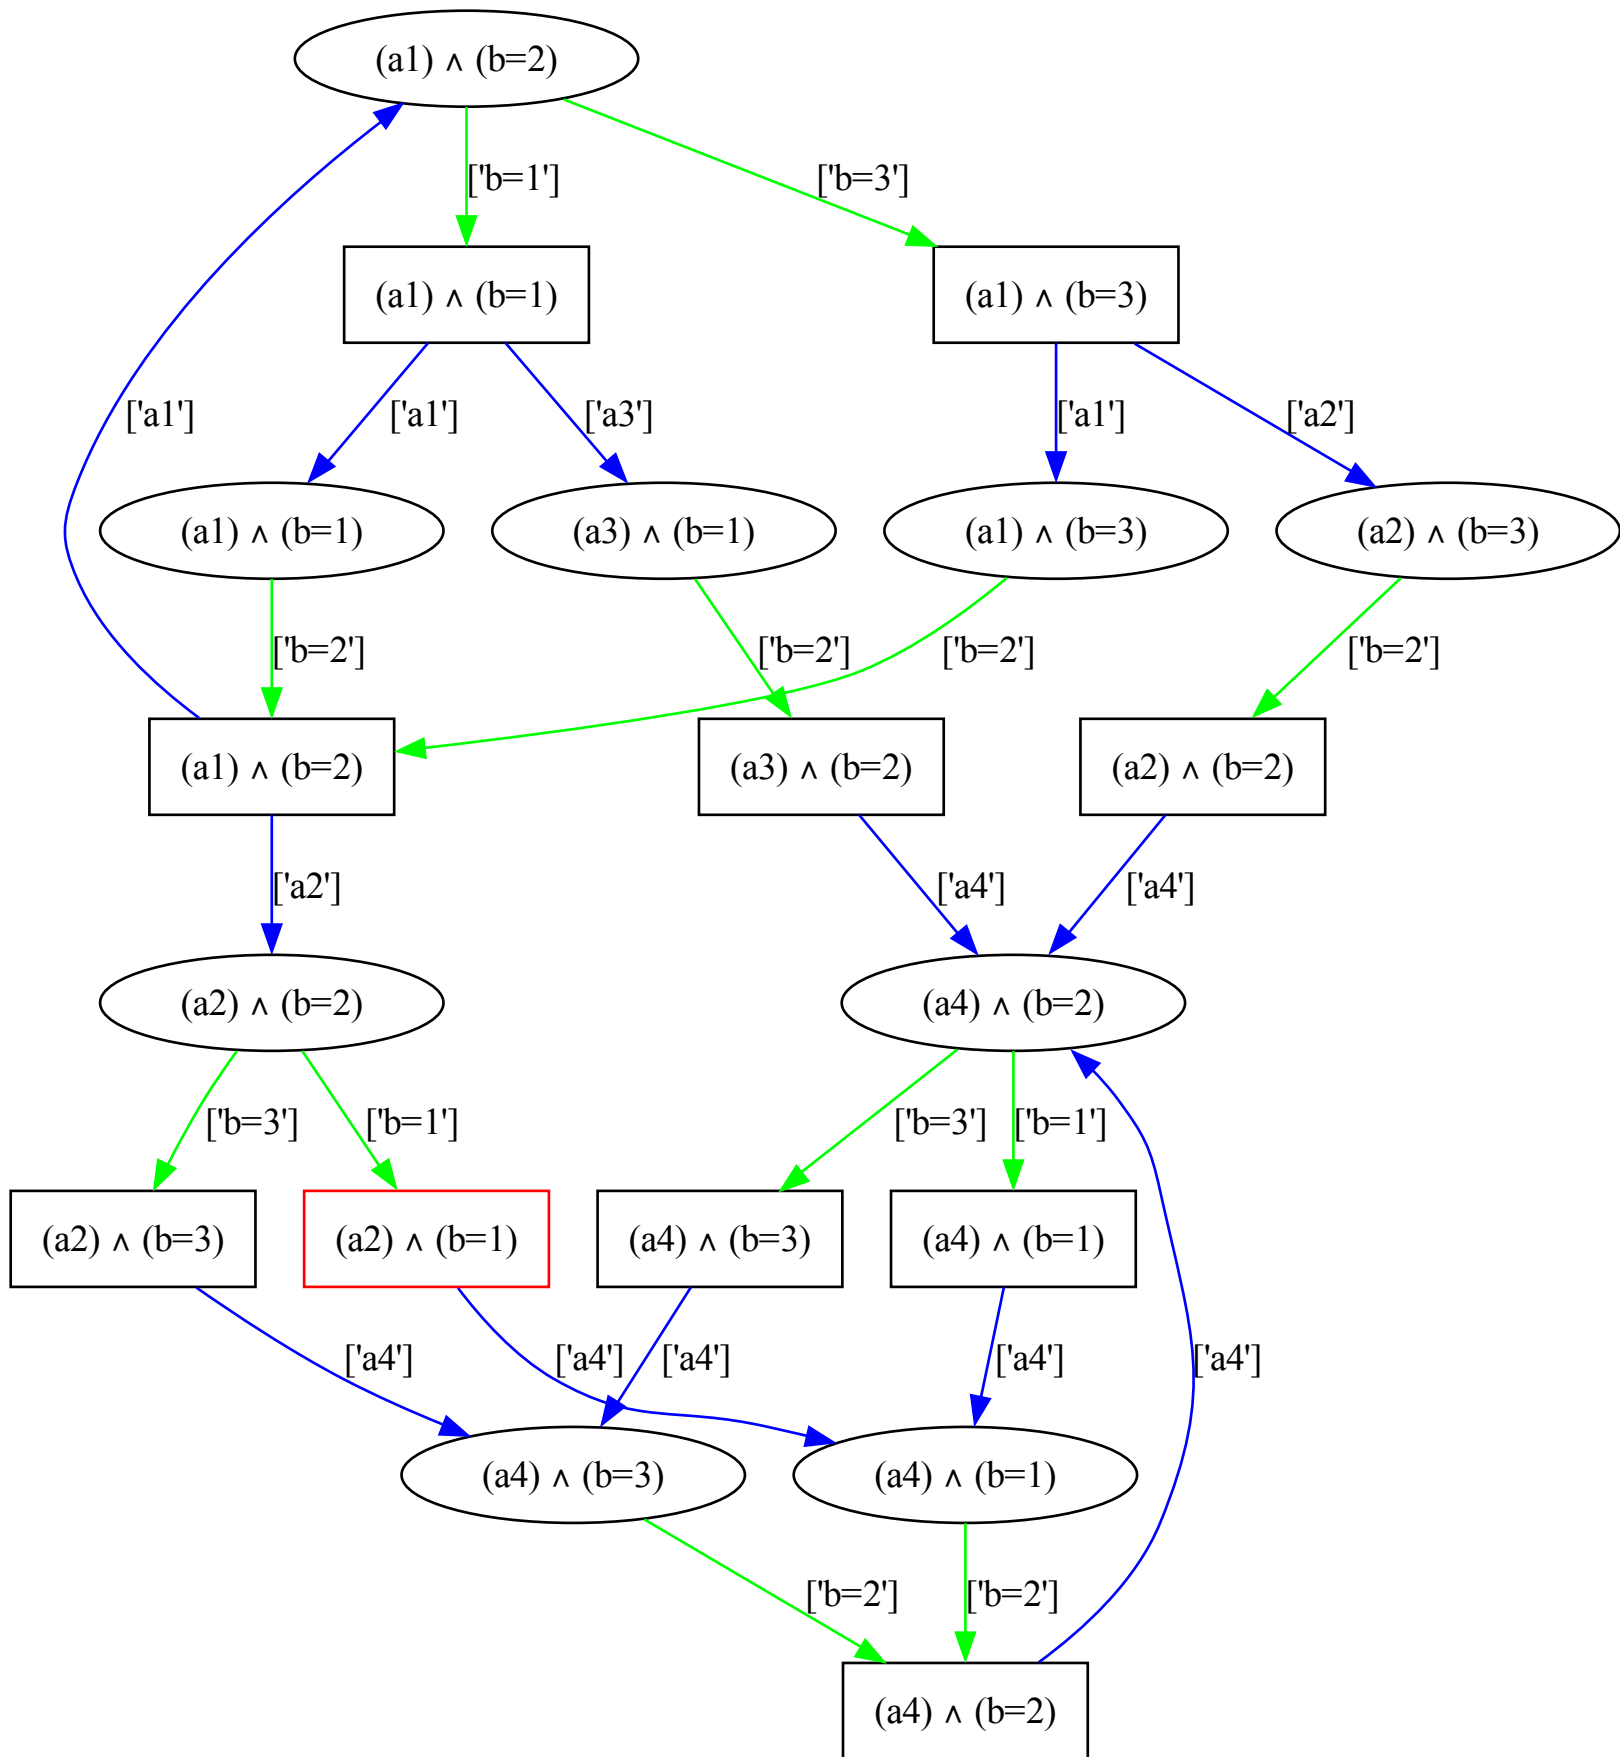 (a1) ∧ (b=2)
['b=1']
['b=3']
(a1) ∧ (b=1)
(a1) ∧ (b=3)
['a1']
['a1']
['a3']
['a1']
['a2']
(a1) ∧ (b=1)
(a3) ∧ (b=1)
(a1) ∧ (b=3)
(a2) ∧ (b=3)
['b=2']
['b=2']
['b=2']
['b=2']
(a1) ∧ (b=2)
(a3) ∧ (b=2)
(a2) ∧ (b=2)
['a2']
['a4']
['a4']
(a2) ∧ (b=2)
(a4) ∧ (b=2)
['b=3']
['b=1']
['b=3']
['b=1']
(a2) ∧ (b=3)
(a2) ∧ (b=1)
(a4) ∧ (b=3)
(a4) ∧ (b=1)
['a4']
['a4']
['a4']
['a4']
['a4']
(a4) ∧ (b=3)
(a4) ∧ (b=1)
['b=2']
['b=2']
(a4) ∧ (b=2)